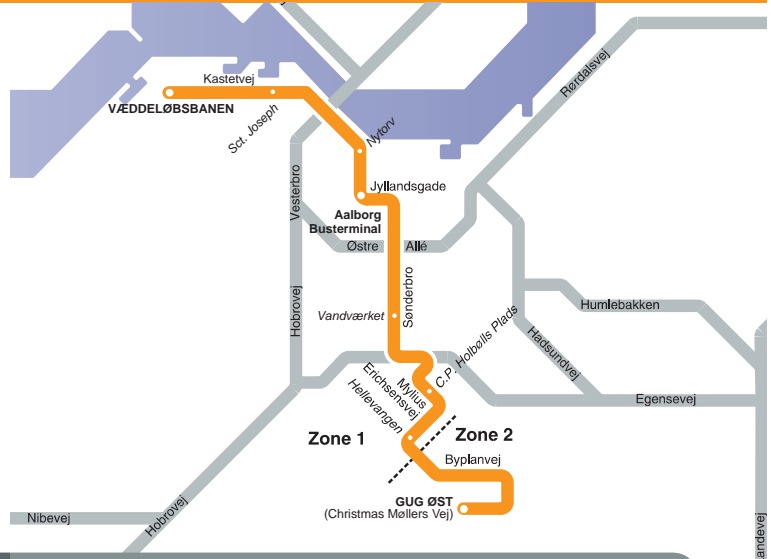 Kastetvej
VÆDDELØBSBANEN
Sct. Joseph
Nytorv
Rørdalsvej
Jyllandsgade
Vesterbro
Aalborg
Busterminal
Østre Allé
Sønderbro
Hobrovej
Vandværket
Humlebakken
C.P. Holbølls Plads
Hadsundvej
Mylius
Erichsensvej
Hellevangen
Egensevej
Zone 1
Zone 2
Byplanvej
GUG ØST
(Christmas Møllers Vej)
Nibevej
Hobrovej
andevej